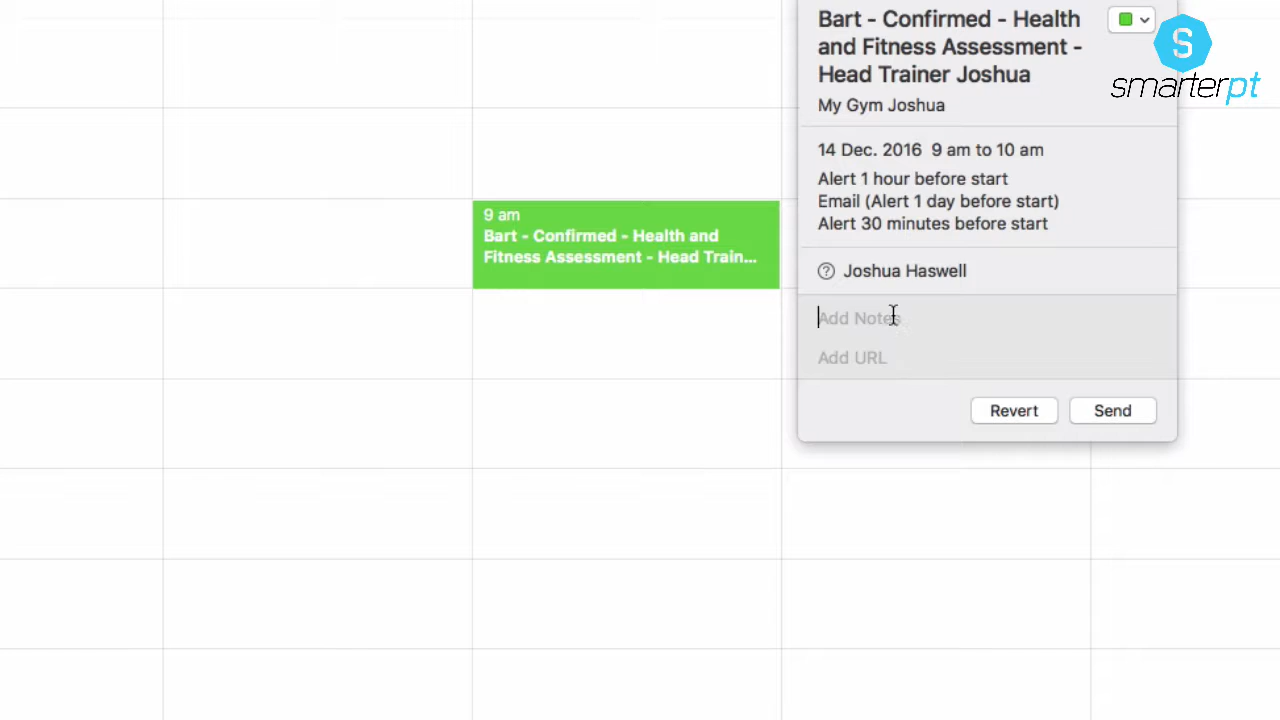 Bart - Confirmed - Health
and Fitness Assessment -
Head Trainer Joshua
My Gym Joshua
S
smarterpt
14 Dec. 2016 9 am to 10 am
Alert 1 hour before start
Email (Alert 1 day before start)
Alert 30 minutes before start
9 am
Bart - Confirmed - Health and
Fitness Assessment - Head Train...
? Joshua Haswell
Add Notes
Add URL
Revert Send